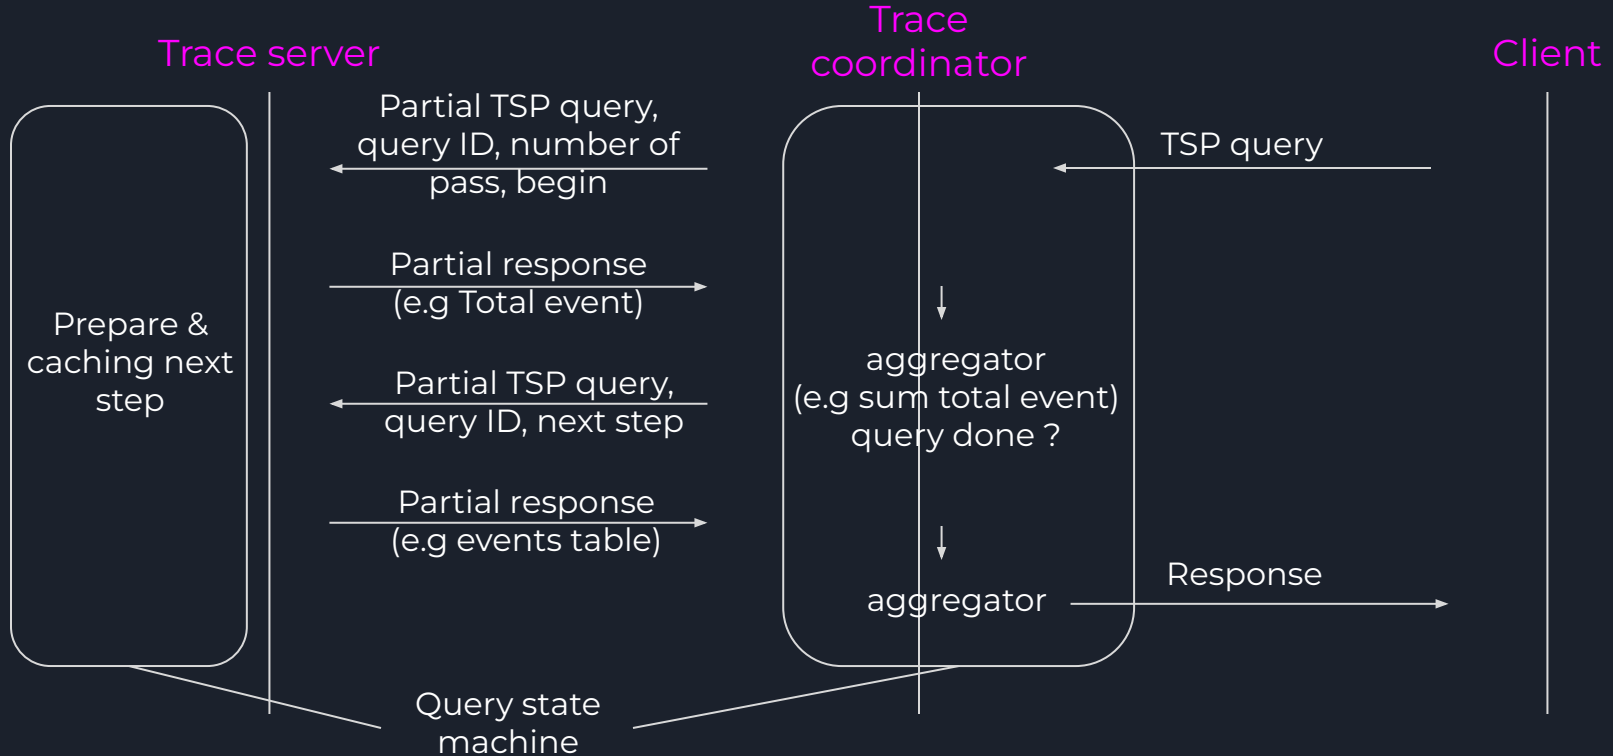 Trace server
Trace
coordinator
Client
Partial TSP query,
query ID, number of
pass, begin
TSP query
Partial response
(e.g Total event)
Prepare &
caching next
step
aggregator
(e.g sum total event)
query done ?
Partial TSP query,
query ID, next step
Partial response
(e.g events table)
aggregator
Response
Query state
machine